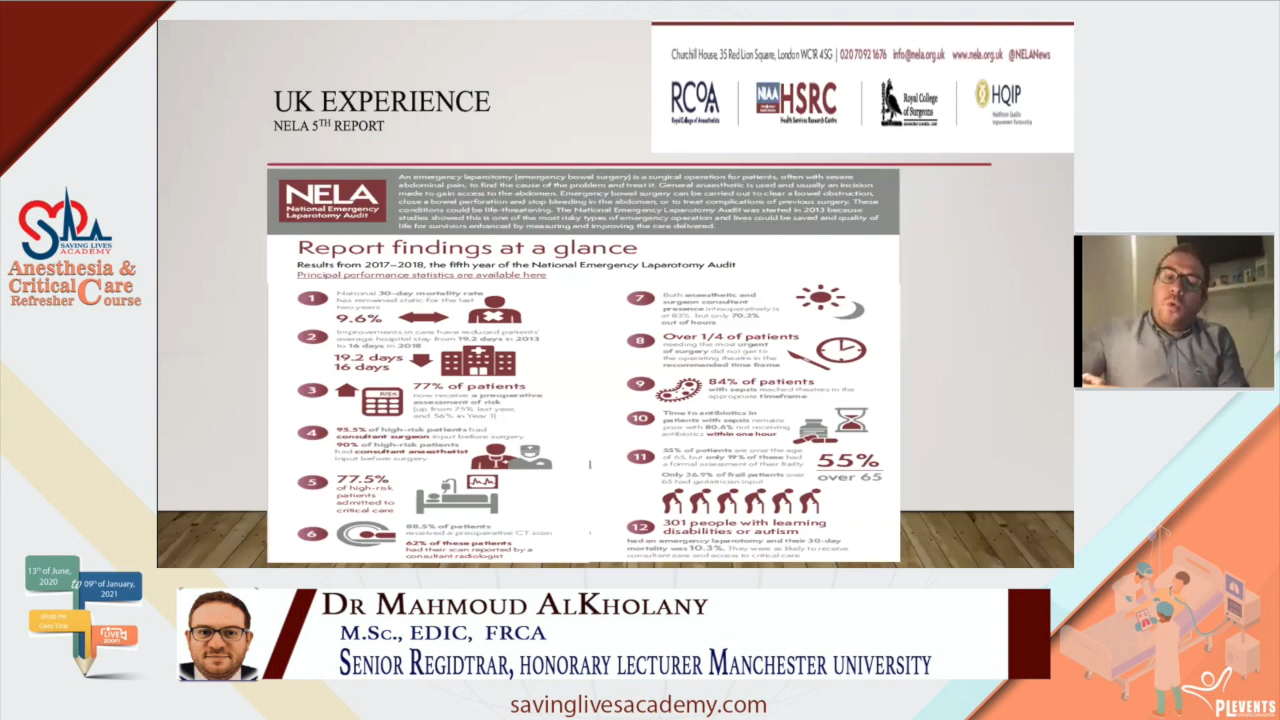 UK EXPERIENCE
NELA 5TH REPORT
Churchill House, 35 Red Lion Square, London WC1R 4SG | 020 7092 1676 info@nela.org.uk www.nela.org.uk @NELANews
RCoA
Royal College of Anaesthetists
NIAA
HSRC
Health Services Research Centre
Royal College
of Surgeons
HQIP
Healthcare Quality
Improvement Partnership
NELA
National Emergency
Laparotomy Audit
An emergency laparotomy (emergency bowel surgery) is a surgical operation for patients, often with severe
abdominal pain, to find the cause of the problem and treat it. General anaesthetic is used and usually an incision
made to gain access to the abdomen. Emergency bowel surgery can be carried out to clear a bowel obstruction,
close a bowel perforation and stop bleeding in the abdomen, or to treat complications of previous surgery. These
conditions could be life-threatening. The National Emergency Laparotomy Audit was started in 2013 because
studies showed this is one of the most risky types of emergency operation and lives could be saved and quality of
life for survivors enhanced by measuring and improving the care delivered.
Report findings at a glance
Results from 2017–2018, the fifth year of the National Emergency Laparotomy Audit
Principal performance statistics are available here
1
National 30-day mortality rate
has remained static for the last
two years
9.6%
2
Improvements in care have reduced patients'
average hospital stay from 19.2 days in 2013
to 16 days in 2018
19.2 days
16 days
3
RISK
77% of patients
now receive a preoperative
assessment of risk
(up from 75% last year,
and 56% in Year 1)
4
95.5% of high-risk patients had
consultant surgeon input before surgery
90% of high-risk patients
had consultant anaesthetist
input before surgery
5
77.5%
of high-risk
patients
admitted to
critical care
6
88.5% of patients
received a preoperative CT scan
62% of these patients
had their scan reported by a
consultant radiologist
7
Both anaesthetic and
surgeon consultant
presence intraoperatively is
at 83%, but only 70.2%
out of hours
8
Over 1/4 of patients
needing the most urgent
of surgery did not get to
the operating theatre in the
recommended time frame
9
84% of patients
with sepsis reached theatres in the
appropriate timeframe
10
Time to antibiotics in
patients with sepsis remains
poor with 80.6% not receiving
antibiotics within one hour
11
55% of patients are over the age
of 65, but only 19% of these had
a formal assessment of their frailty
Only 36.9% of frail patients over
65 had geriatrician input
55%
over 65
12
301 people with learning
disabilities or autism
had an emergency laparotomy and their 30-day
mortality was 10.3%. They were as likely to receive
consultant care and access to critical care
SAVING LIVES
ACADEMY
Anesthesia &
Critical Care
Refresher Course
13th of June,
2020
to
09th of January,
2021
09:00 PM
Cairo Time
LIVE
zoom
DR MAHMOUD ALKHOLANY
M.SC., EDIC, FRCA
SENIOR REGIDTRAR, HONORARY LECTURER MANCHESTER UNIVERSITY
savinglivesacademy.com
PLEVENTS